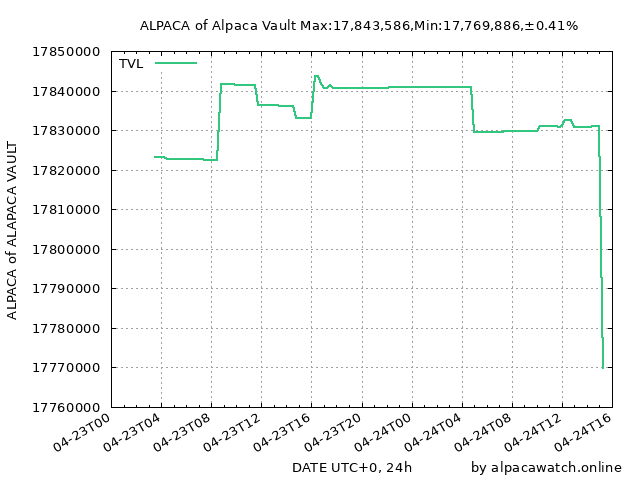 ALPACA of Alpaca Vault Max:17,843,586,Min:17,769,886,±0.41%
TVL
ALPACA of ALAPACA VAULT
17850000
17840000
17830000
17820000
17810000
17800000
17790000
17780000
17770000
17760000
04-23T00
04-23T04
04-23T08
04-23T12
04-23T16
04-23T20
04-24T00
04-24T04
04-24T08
04-24T12
04-24T16
DATE UTC+0, 24h
by alpacawatch.online